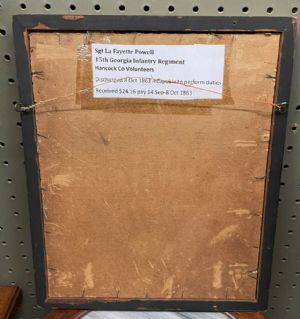 Sgt La Fayette Powell
15th Georgia Infantry Regiment
Hancock Co Volunteers
Discharged 8 Oct 1863 incapable to perform duties
Received $24.16 pay 14 Sep-8 Oct 1863